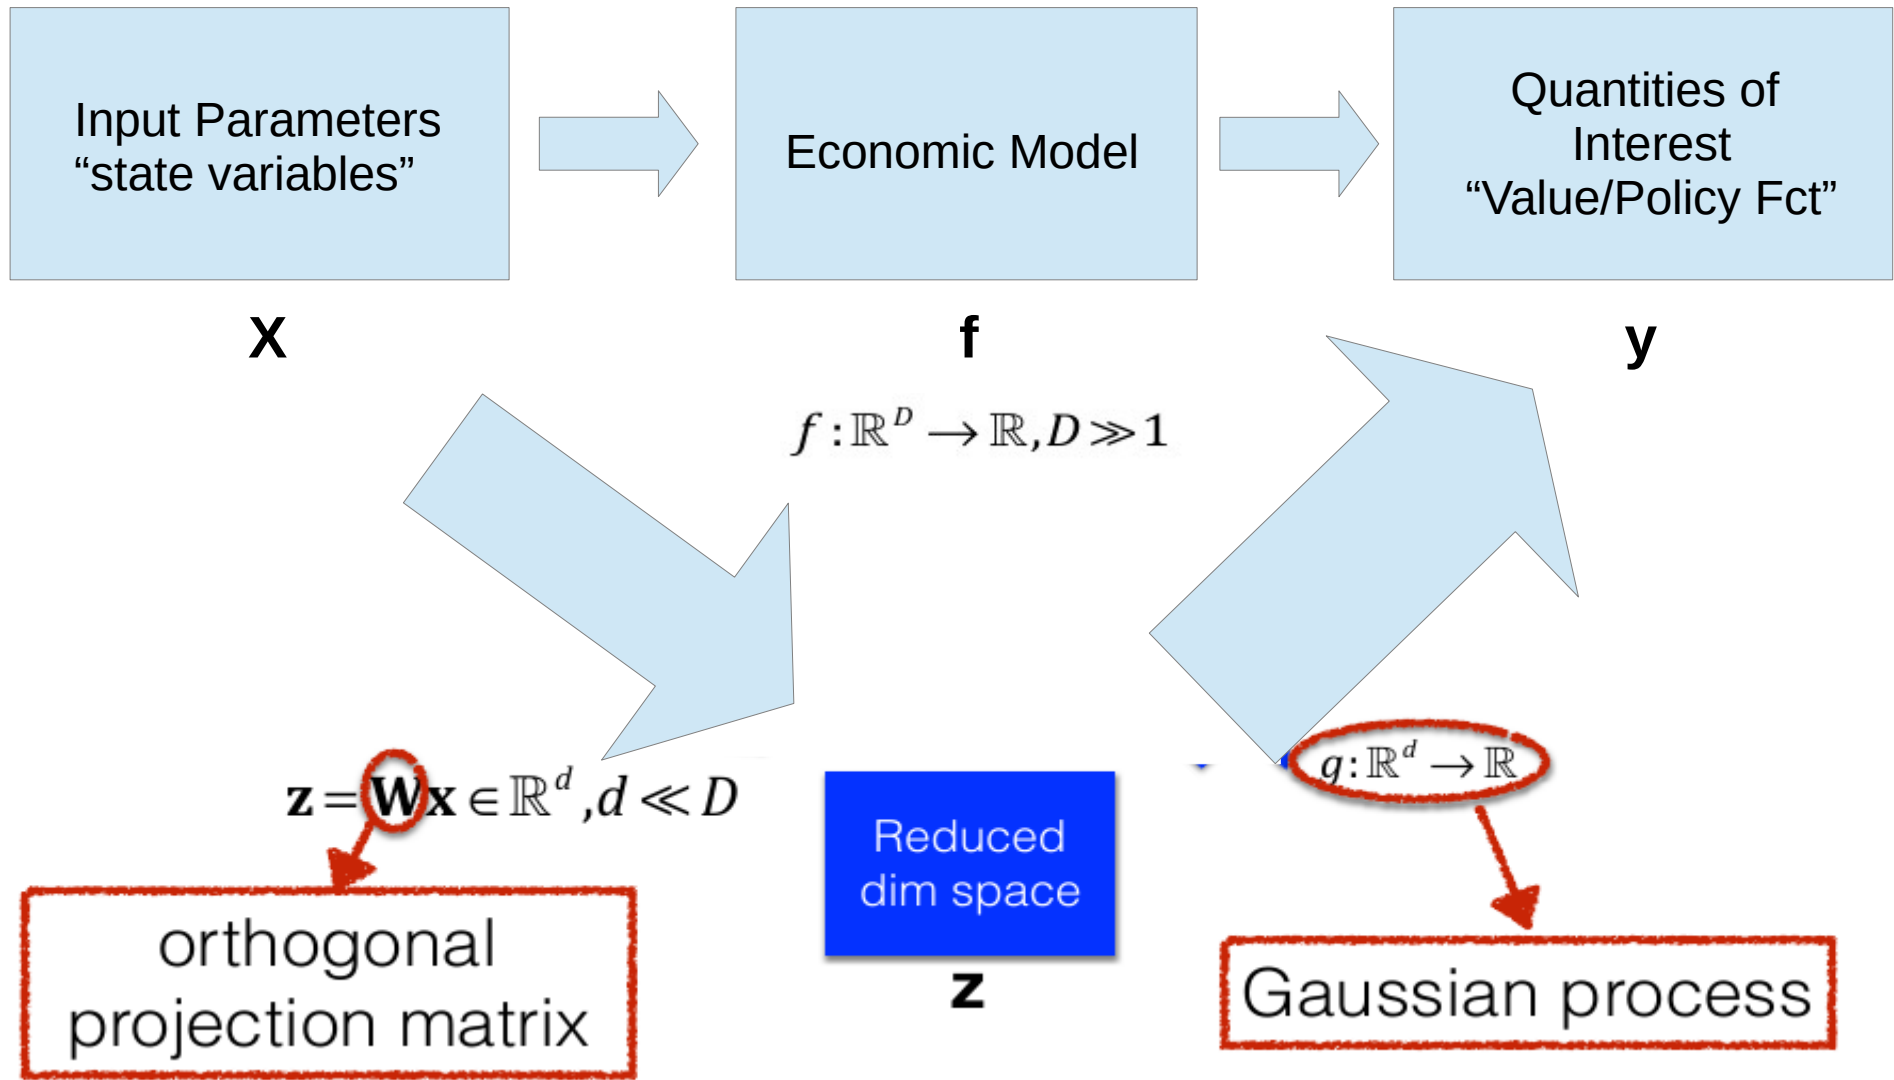 Input Parameters
“state variables”
Economic Model
Quantities of
Interest
“Value/Policy Fct”
X
f
y
f : ℝ^D → ℝ, D ≫ 1
z = Wx ∈ ℝ^d , d ≪ D
g : ℝ^d → ℝ
Reduced
dim space
z
orthogonal
projection matrix
Gaussian process